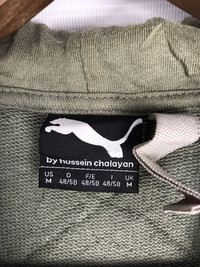 by hussein chalayan
US D F/E I UK
M 48/50 48/50 48/50 M